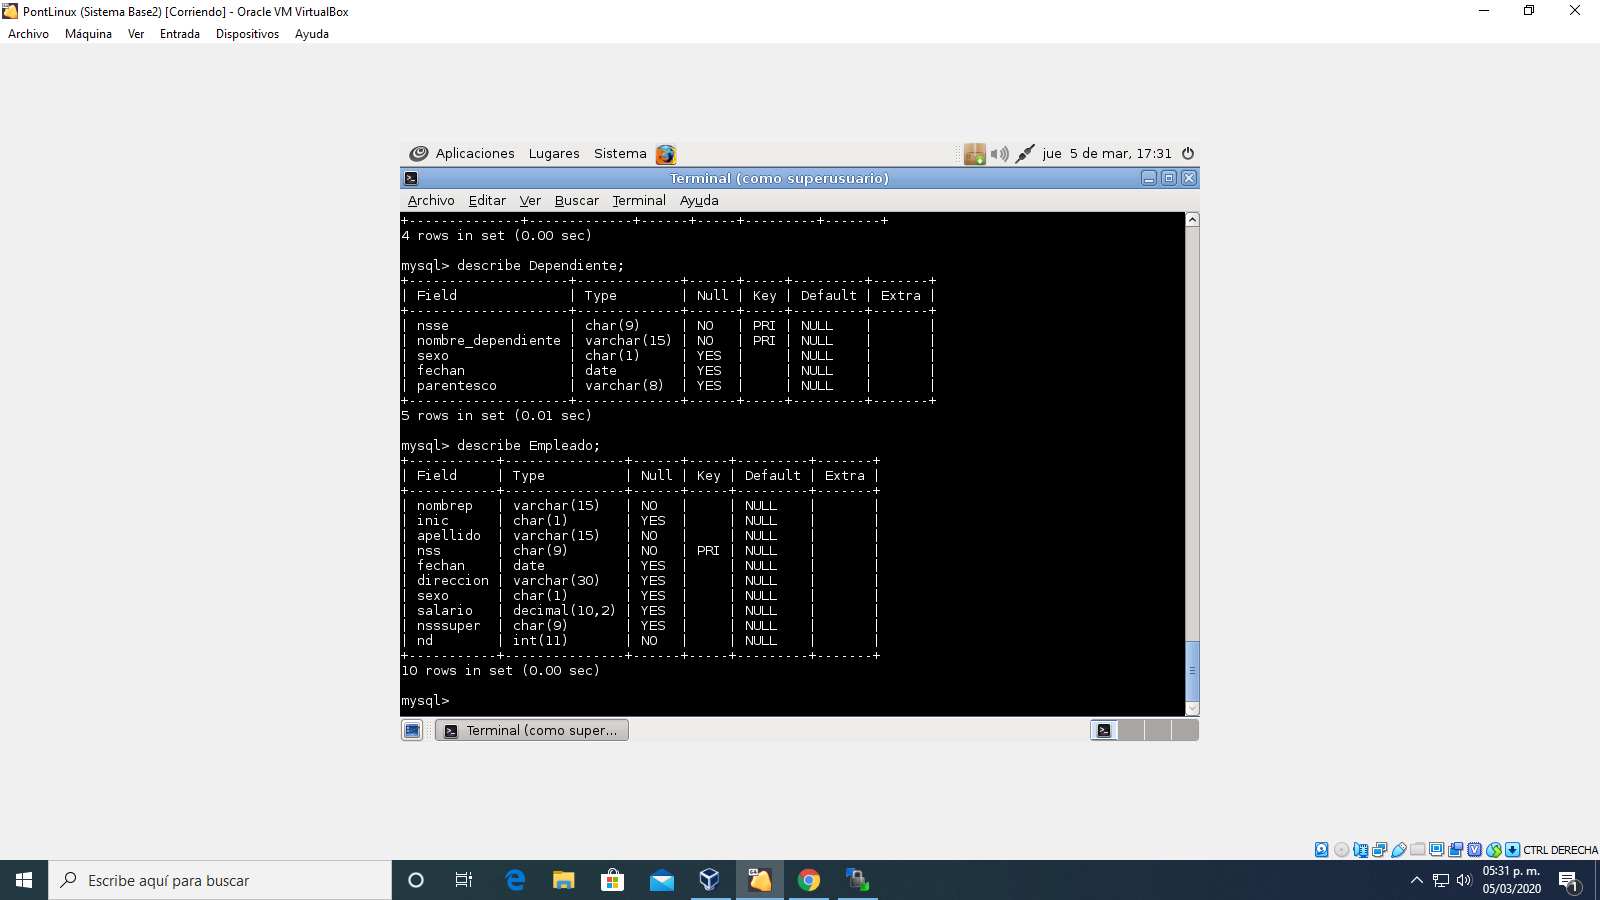 PontLinux (Sistema Base2) [Corriendo] - Oracle VM VirtualBox
Archivo Máquina Ver Entrada Dispositivos Ayuda
Aplicaciones Lugares Sistema jue 5 de mar, 17:31
Terminal (como superusuario)
Archivo Editar Ver Buscar Terminal Ayuda
+--------------+-------------+------+-----+---------+-------+
4 rows in set (0.00 sec)
mysql> describe Dependiente;
+--------------------+-------------+------+-----+---------+-------+
| Field              | Type        | Null | Key | Default | Extra |
+--------------------+-------------+------+-----+---------+-------+
| nsse               | char(9)     | NO   | PRI | NULL    |       |
| nombre_dependiente | varchar(15) | NO   | PRI | NULL    |       |
| sexo               | char(1)     | YES  |     | NULL    |       |
| fechan             | date        | YES  |     | NULL    |       |
| parentesco         | varchar(8)  | YES  |     | NULL    |       |
+--------------------+-------------+------+-----+---------+-------+
5 rows in set (0.01 sec)
mysql> describe Empleado;
+-----------+---------------+------+-----+---------+-------+
| Field     | Type          | Null | Key | Default | Extra |
+-----------+---------------+------+-----+---------+-------+
| nombrep   | varchar(15)   | NO   |     | NULL    |       |
| inic      | char(1)       | YES  |     | NULL    |       |
| apellido  | varchar(15)   | NO   |     | NULL    |       |
| nss       | char(9)       | NO   | PRI | NULL    |       |
| fechan    | date          | YES  |     | NULL    |       |
| direccion | varchar(30)   | YES  |     | NULL    |       |
| sexo      | char(1)       | YES  |     | NULL    |       |
| salario   | decimal(10,2) | YES  |     | NULL    |       |
| nsssuper  | char(9)       | YES  |     | NULL    |       |
| nd        | int(11)       | NO   |     | NULL    |       |
+-----------+---------------+------+-----+---------+-------+
10 rows in set (0.00 sec)
mysql>
Terminal (como super...
CTRL DERECHA
Escribe aquí para buscar
05:31 p. m.
05/03/2020
1